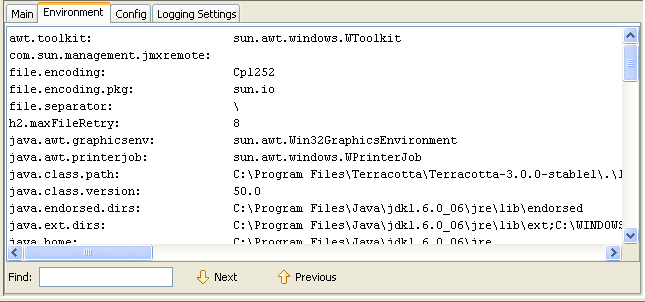 Main Environment Config Logging Settings
awt.toolkit: sun.awt.windows.WToolkit
com.sun.management.jmxremote:
file.encoding: Cp1252
file.encoding.pkg: sun.io
file.separator: \
h2.maxFileRetry: 8
java.awt.graphicsenv: sun.awt.Win32GraphicsEnvironment
java.awt.printerjob: sun.awt.windows.WPrinterJob
java.class.path: C:\Program Files\Terracotta\Terracotta-3.0.0-stable1\.\
java.class.version: 50.0
java.endorsed.dirs: C:\Program Files\Java\jdk1.6.0_06\jre\lib\endorsed
java.ext.dirs: C:\Program Files\Java\jdk1.6.0_06\jre\lib\ext;C:\WINDOWS
java.home: C:\Program Files\Java\jdk1.6.0_06\jre
Find: Next Previous